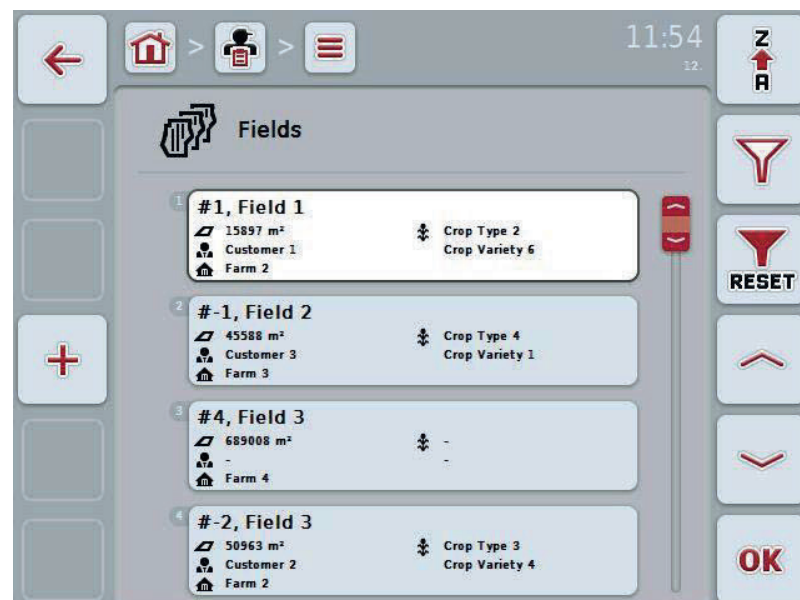 11:54
12.
Z
A
Fields
1
#1, Field 1
15897 m²
Crop Type 2
Customer 1
Crop Variety 6
Farm 2
RESET
2
#-1, Field 2
45588 m²
Crop Type 4
Customer 3
Crop Variety 1
Farm 3
3
#4, Field 3
689008 m²
-
-
-
Farm 4
4
#-2, Field 3
50963 m²
Crop Type 3
Customer 2
Crop Variety 4
Farm 2
OK